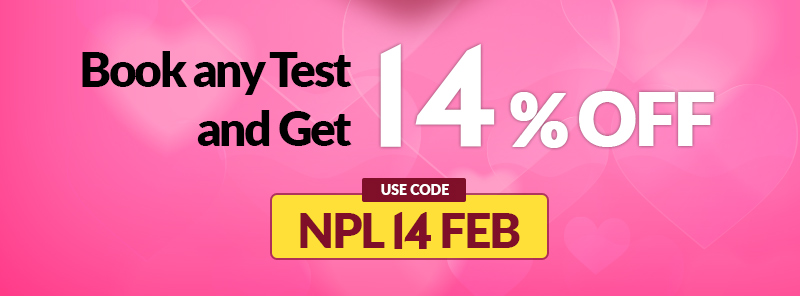 Book any Test
and Get
14 % OFF
USE CODE
NPL 14 FEB